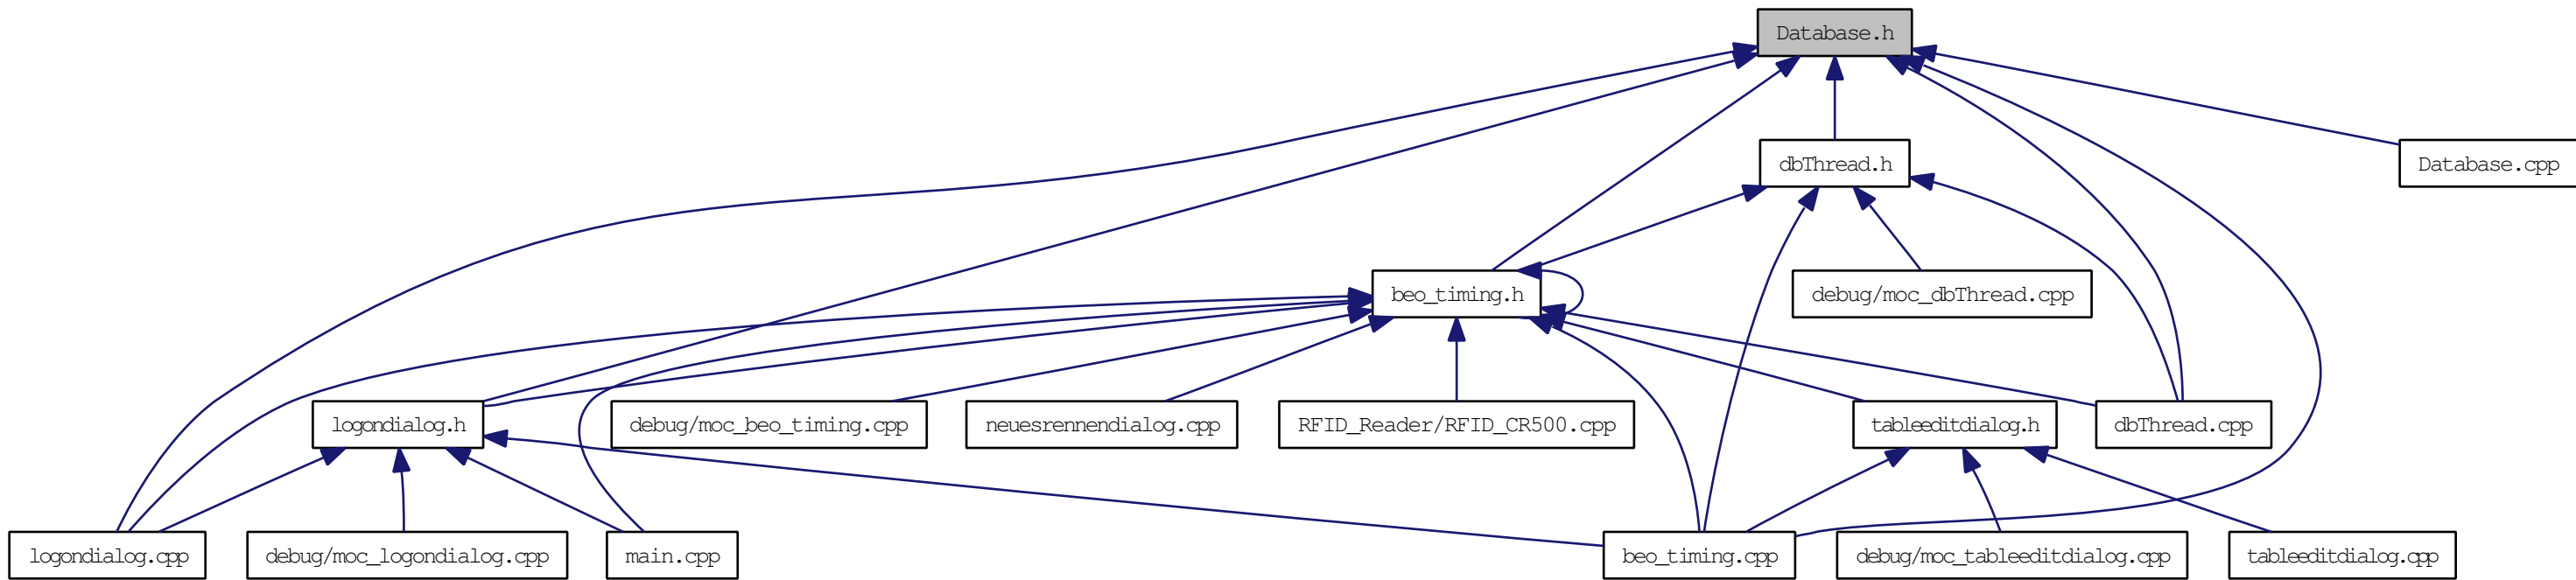 Database.h
dbThread.h
Database.cpp
beo_timing.h
debug/moc_dbThread.cpp
logondialog.h
debug/moc_beo_timing.cpp
neuesrennendialog.cpp
RFID_Reader/RFID_CR500.cpp
tableeditdialog.h
dbThread.cpp
logondialog.cpp
debug/moc_logondialog.cpp
main.cpp
beo_timing.cpp
debug/moc_tableeditdialog.cpp
tableeditdialog.cpp